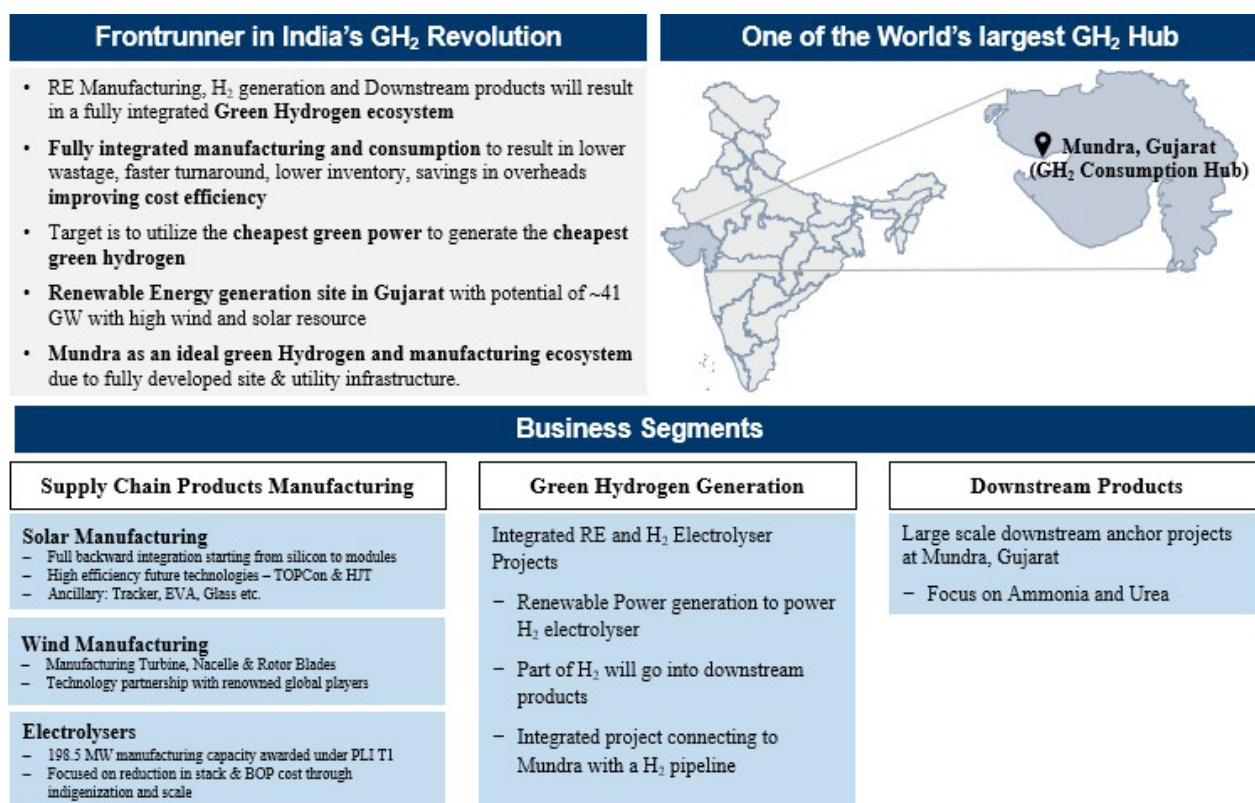 Frontrunner in India's GH₂ Revolution
• RE Manufacturing, H₂ generation and Downstream products will result
in a fully integrated Green Hydrogen ecosystem
• Fully integrated manufacturing and consumption to result in lower
wastage, faster turnaround, lower inventory, savings in overheads
improving cost efficiency
• Target is to utilize the cheapest green power to generate the cheapest
green hydrogen
• Renewable Energy generation site in Gujarat with potential of ~41
GW with high wind and solar resource
• Mundra as an ideal green Hydrogen and manufacturing ecosystem
due to fully developed site & utility infrastructure.
One of the World's largest GH₂ Hub
Mundra, Gujarat
(GH₂ Consumption Hub)
Business Segments
Supply Chain Products Manufacturing
Solar Manufacturing
– Full backward integration starting from silicon to modules
– High efficiency future technologies – TOPCon & HJT
– Ancillary: Tracker, EVA, Glass etc.
Wind Manufacturing
– Manufacturing Turbine, Nacelle & Rotor Blades
– Technology partnership with renowned global players
Electrolysers
– 198.5 MW manufacturing capacity awarded under PLI T1
– Focused on reduction in stack & BOP cost through
indigenization and scale
Green Hydrogen Generation
Integrated RE and H₂ Electrolyser
Projects
– Renewable Power generation to power
H₂ electrolyser
– Part of H₂ will go into downstream
products
– Integrated project connecting to
Mundra with a H₂ pipeline
Downstream Products
Large scale downstream anchor projects
at Mundra, Gujarat
– Focus on Ammonia and Urea